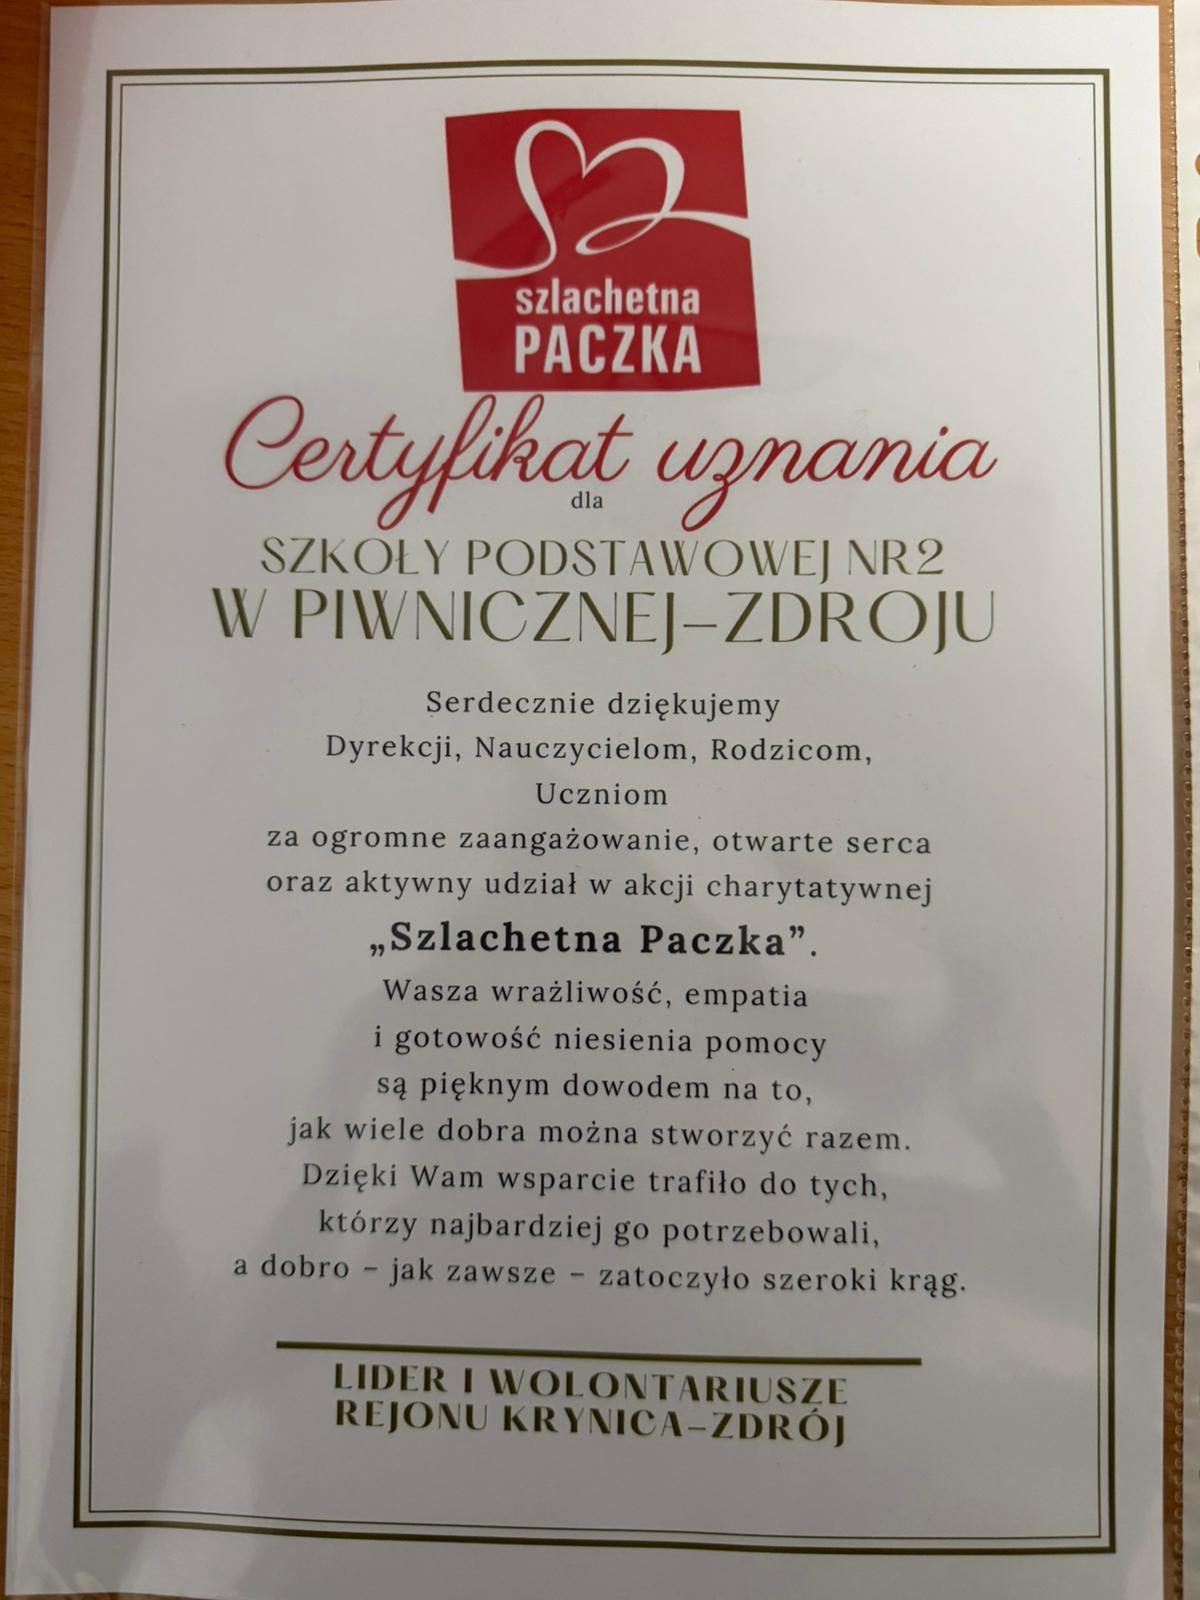 szlachetna
PACZKA
Certyfikat uznania
dla
SZKOŁY PODSTAWOWEJ NR2
W PIWNICZNEJ–ZDROJU
Serdecznie dziękujemy
Dyrekcji, Nauczycielom, Rodzicom,
Uczniom
za ogromne zaangażowanie, otwarte serca
oraz aktywny udział w akcji charytatywnej
„Szlachetna Paczka”.
Wasza wrażliwość, empatia
i gotowość niesienia pomocy
są pięknym dowodem na to,
jak wiele dobra można stworzyć razem.
Dzięki Wam wsparcie trafiło do tych,
którzy najbardziej go potrzebowali,
a dobro – jak zawsze – zatoczyło szeroki krąg.
LIDER I WOLONTARIUSZE
REJONU KRYNICA–ZDRÓJ